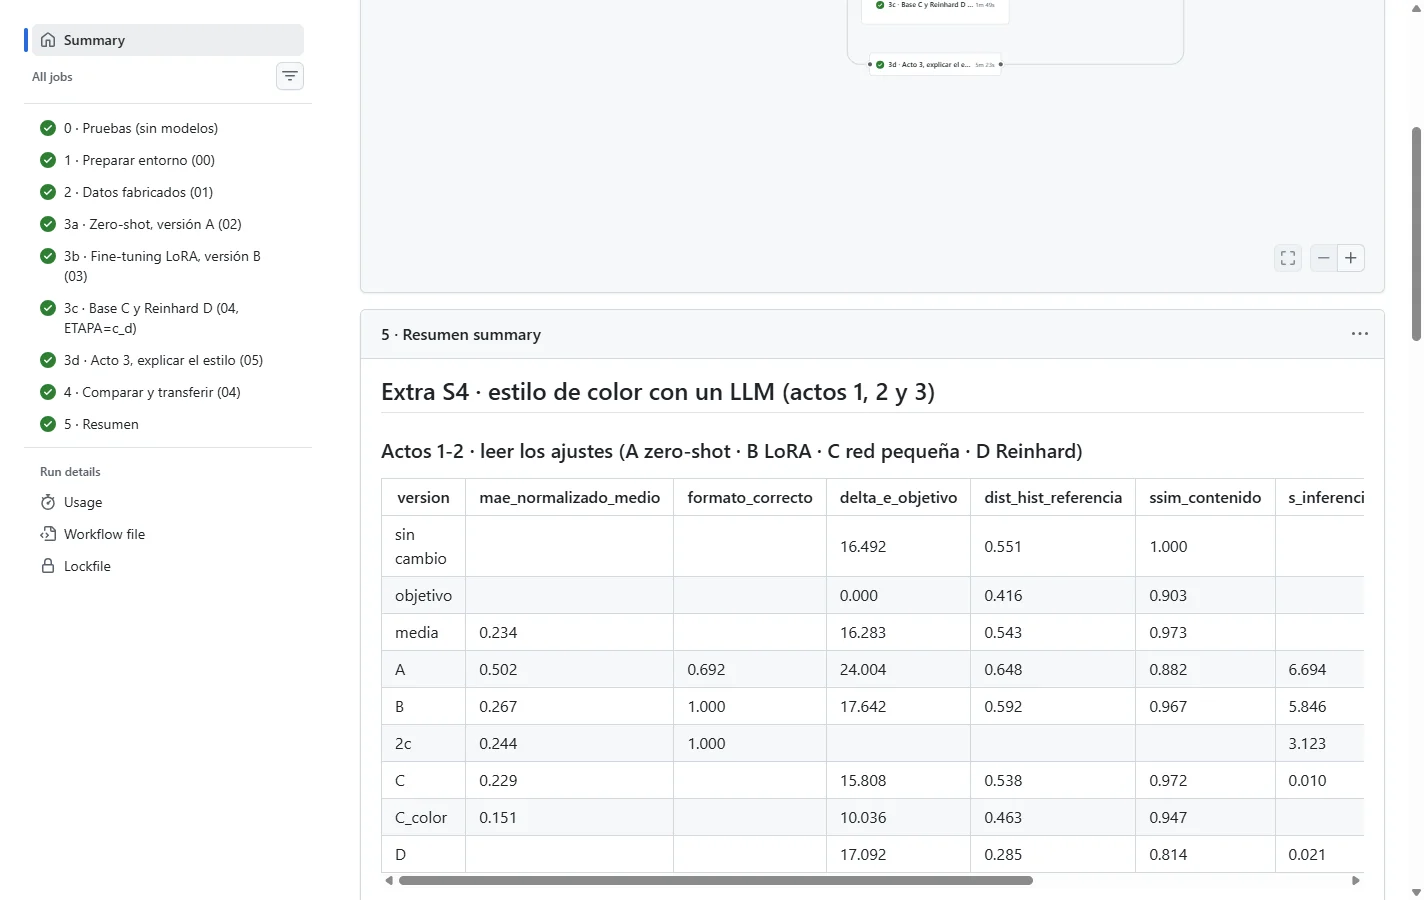 Summary
All jobs
0 · Pruebas (sin modelos)
1 · Preparar entorno (00)
2 · Datos fabricados (01)
3a · Zero-shot, versión A (02)
3b · Fine-tuning LoRA, versión B
(03)
3c · Base C y Reinhard D (04,
ETAPA=c_d)
3d · Acto 3, explicar el estilo (05)
4 · Comparar y transferir (04)
5 · Resumen
Run details
Usage
Workflow file
Lockfile
3c · Base C y Reinhard D ... 1m 49s
3d · Acto 3, explicar el e... 5m 23s
5 · Resumen summary
Extra S4 · estilo de color con un LLM (actos 1, 2 y 3)
Actos 1-2 · leer los ajustes (A zero-shot · B LoRA · C red pequeña · D Reinhard)
version mae_normalizado_medio formato_correcto delta_e_objetivo dist_hist_referencia ssim_contenido s_inferenci
sin
cambio 16.492 0.551 1.000
objetivo 0.000 0.416 0.903
media 0.234 16.283 0.543 0.973
A 0.502 0.692 24.004 0.648 0.882 6.694
B 0.267 1.000 17.642 0.592 0.967 5.846
2c 0.244 1.000 3.123
C 0.229 15.808 0.538 0.972 0.010
C_color 0.151 10.036 0.463 0.947
D 17.092 0.285 0.814 0.021